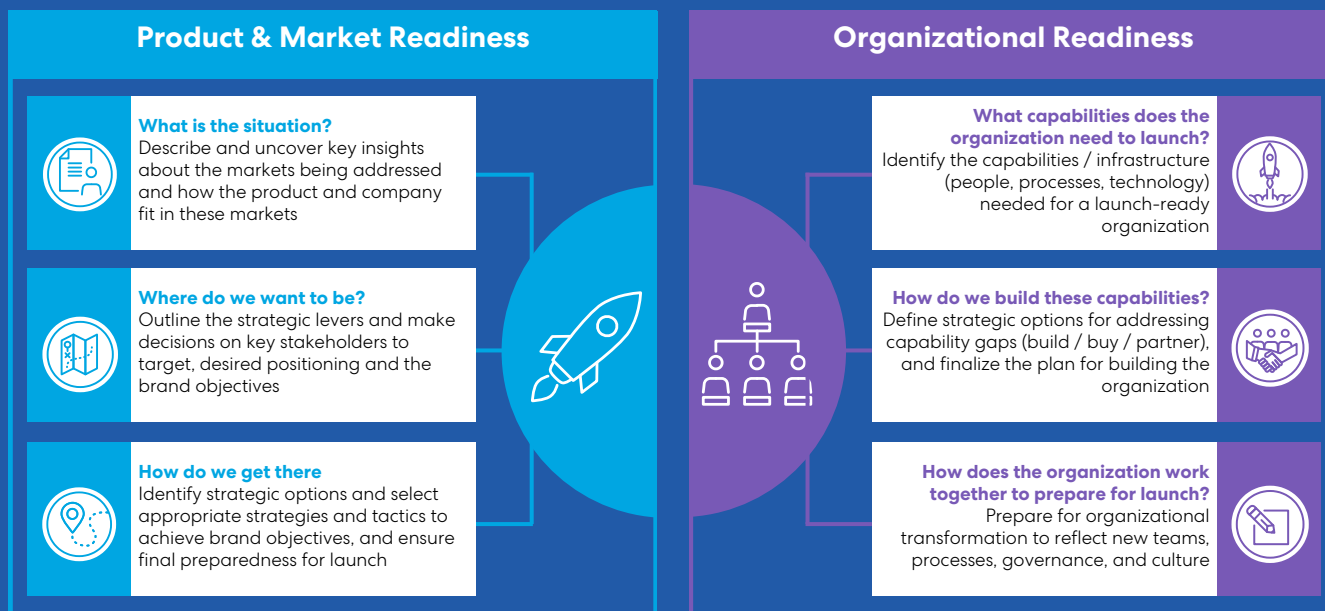 Product & Market Readiness
What is the situation?
Describe and uncover key insights
about the markets being addressed
and how the product and company
fit in these markets
Where do we want to be?
Outline the strategic levers and make
decisions on key stakeholders to
target, desired positioning and the
brand objectives
How do we get there
Identify strategic options and select
appropriate strategies and tactics to
achieve brand objectives, and ensure
final preparedness for launch
Organizational Readiness
What capabilities does the
organization need to launch?
Identify the capabilities / infrastructure
(people, processes, technology)
needed for a launch-ready
organization
How do we build these capabilities?
Define strategic options for addressing
capability gaps (build / buy / partner),
and finalize the plan for building the
organization
How does the organization work
together to prepare for launch?
Prepare for organizational
transformation to reflect new teams,
processes, governance, and culture